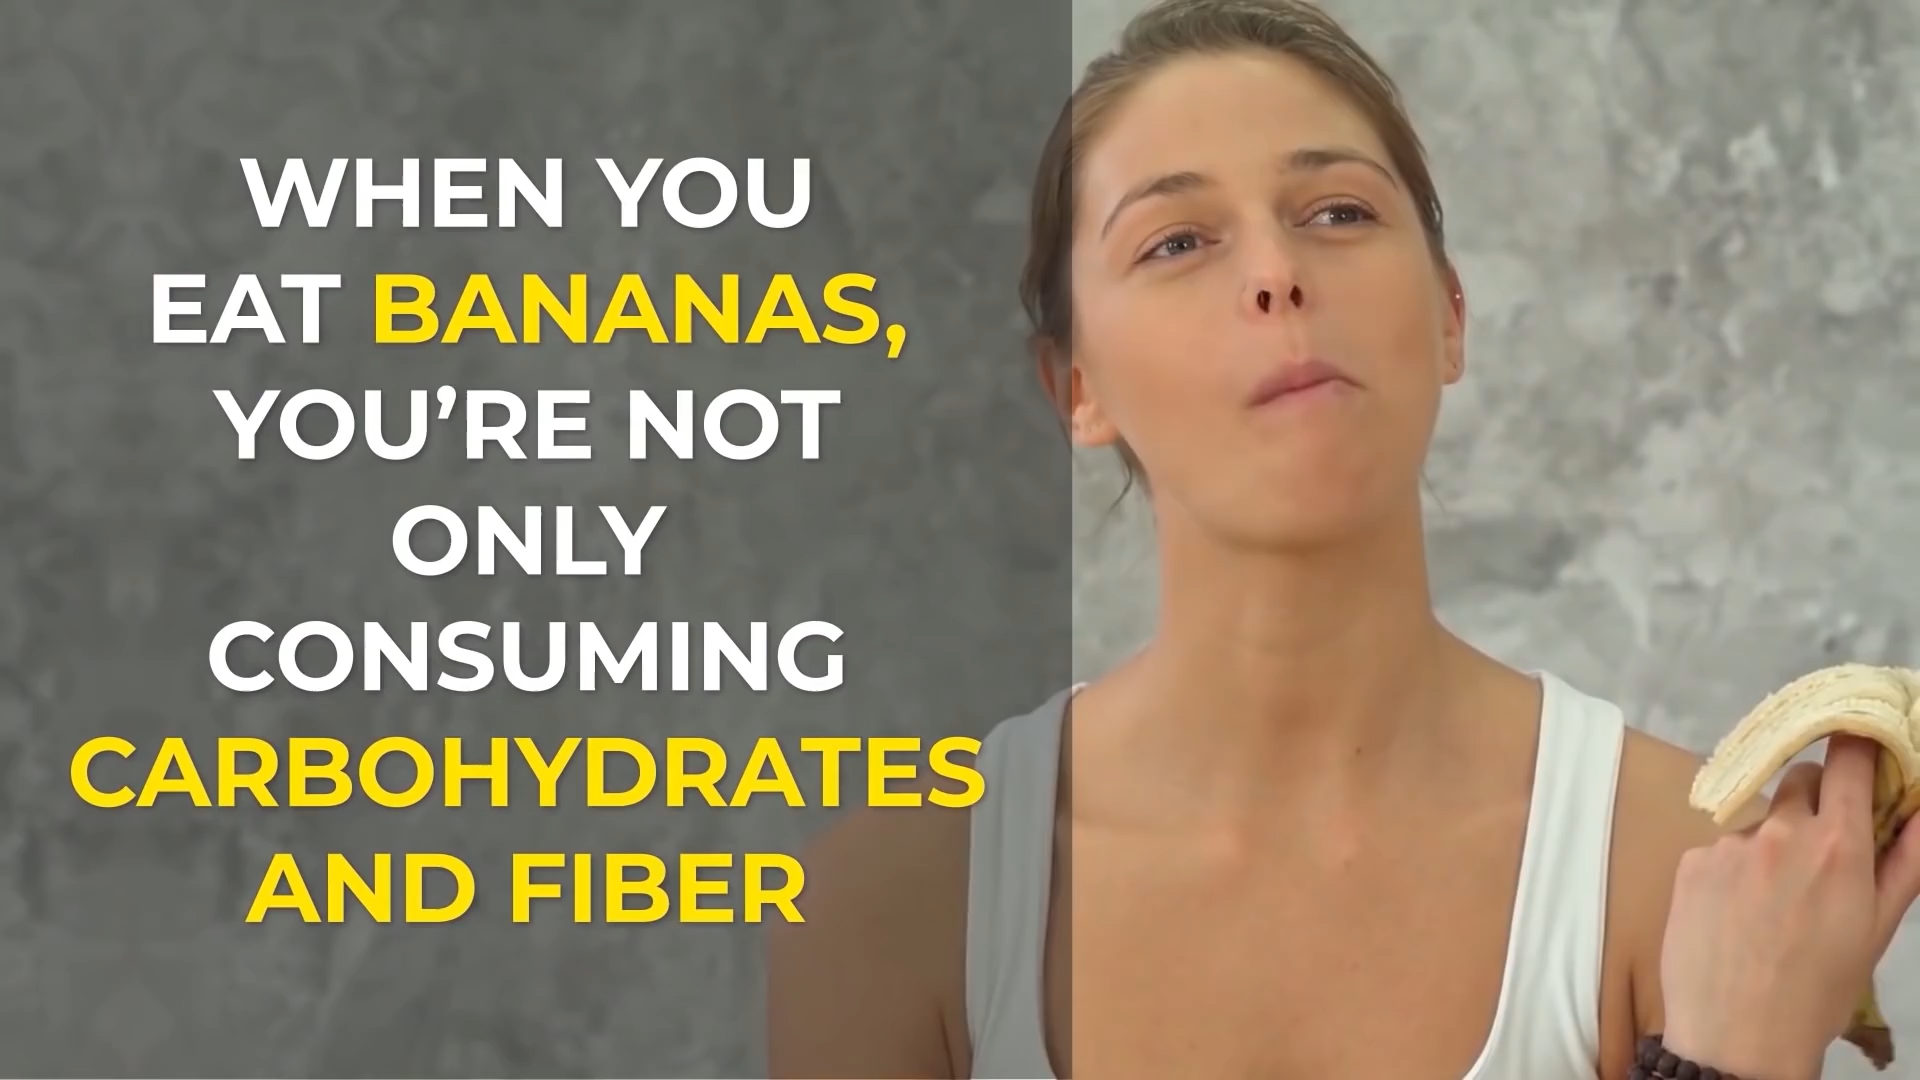 WHEN YOU
EAT BANANAS,
YOU’RE NOT
ONLY
CONSUMING
CARBOHYDRATES
AND FIBER